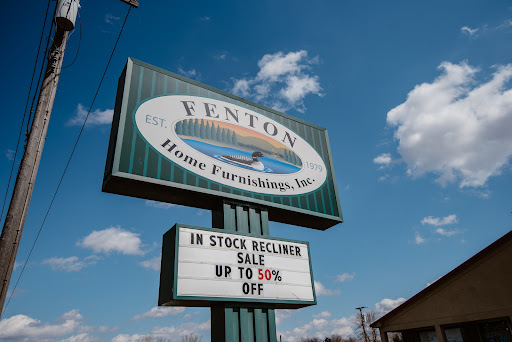 FENTON
EST. 1979
Home Furnishings, Inc.
IN STOCK RECLINER
SALE
UP TO 50%
OFF